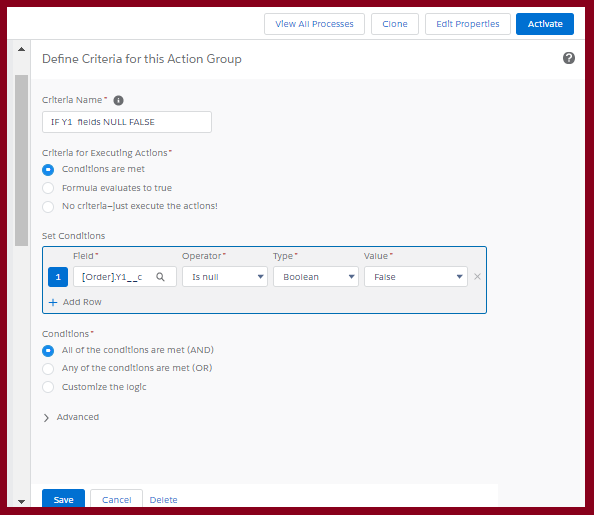 View All Processes Clone Edit Properties Activate
Define Criteria for this Action Group ?
Criteria Name * i
IF Y1 fields NULL FALSE
Criteria for Executing Actions *
Conditions are met
Formula evaluates to true
No criteria—just execute the actions!
Set Conditions
Field * Operator * Type * Value *
1 [Order].Y1__c Is null Boolean False ×
+ Add Row
Conditions *
All of the conditions are met (AND)
Any of the conditions are met (OR)
Customize the logic
Advanced
Save Cancel Delete